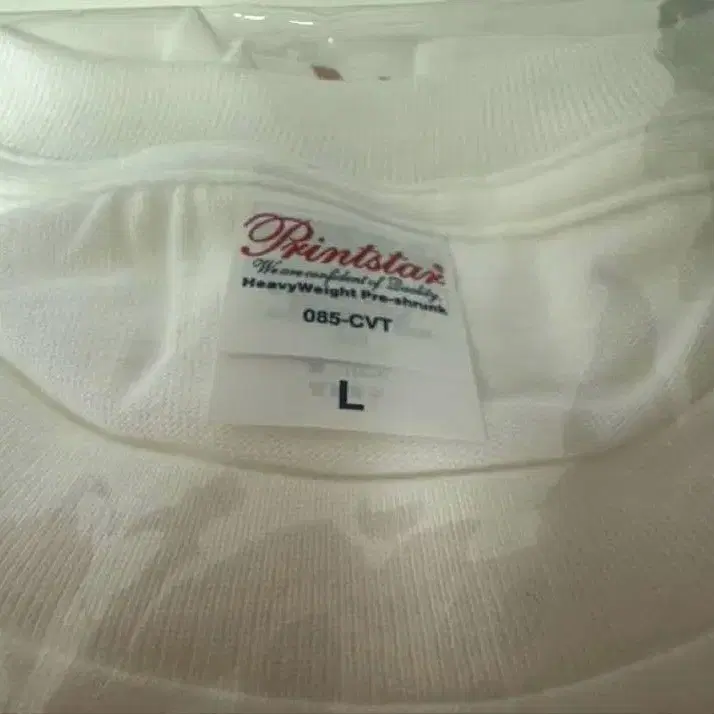 Printstar
We are confident of Quality
HeavyWeight Pre-shrunk
085-CVT
L